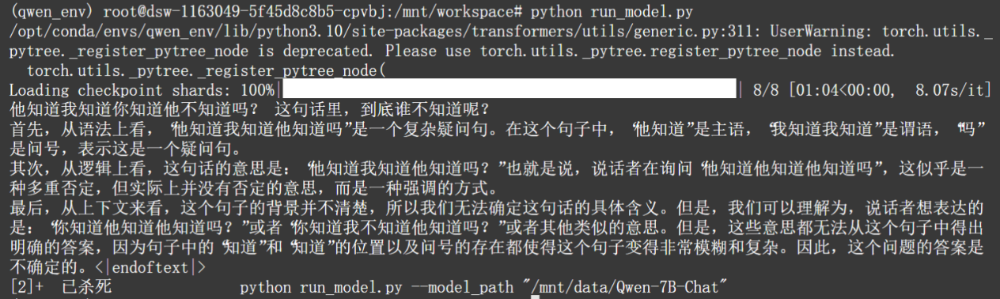 (qwen_env) root@dsw-1163049-5f45d8c8b5-cpvbj:/mnt/workspace# python run_model.py
/opt/conda/envs/qwen_env/lib/python3.10/site-packages/transformers/utils/generic.py:311: UserWarning: torch.utils._
pytree._register_pytree_node is deprecated. Please use torch.utils._pytree.register_pytree_node instead.
  torch.utils._pytree._register_pytree_node(
Loading checkpoint shards: 100%|██████████| 8/8 [01:04<00:00,  8.07s/it]
他知道我知道你知道他不知道吗? 这句话里，到底谁不知道呢?
首先，从语法上看，“他知道我知道他知道吗”是一个复杂疑问句。在这个句子中，“他知道”是主语，“我知道我知道”是谓语，“吗”
是问号，表示这是一个疑问句。
其次，从逻辑上看，这句话的意思是：“他知道我知道他知道吗？”也就是说，说话者在询问“他知道他知道他知道吗”，这似乎是一
种多重否定，但实际上并没有否定的意思，而是一种强调的方式。
最后，从上下文来看，这个句子的背景并不清楚，所以我们无法确定这句话的具体含义。但是，我们可以理解为，说话者想表达的
是：“你知道他知道他知道吗？”或者“你知道我不知道他知道吗？”或者其他类似的意思。但是，这些意思都无法从这个句子中得出
明确的答案，因为句子中的“知道”和“知道”的位置以及问号的存在都使得这个句子变得非常模糊和复杂。因此，这个问题的答案是
不确定的。<|endoftext|>
[2]+  已杀死               python run_model.py --model_path "/mnt/data/Qwen-7B-Chat"